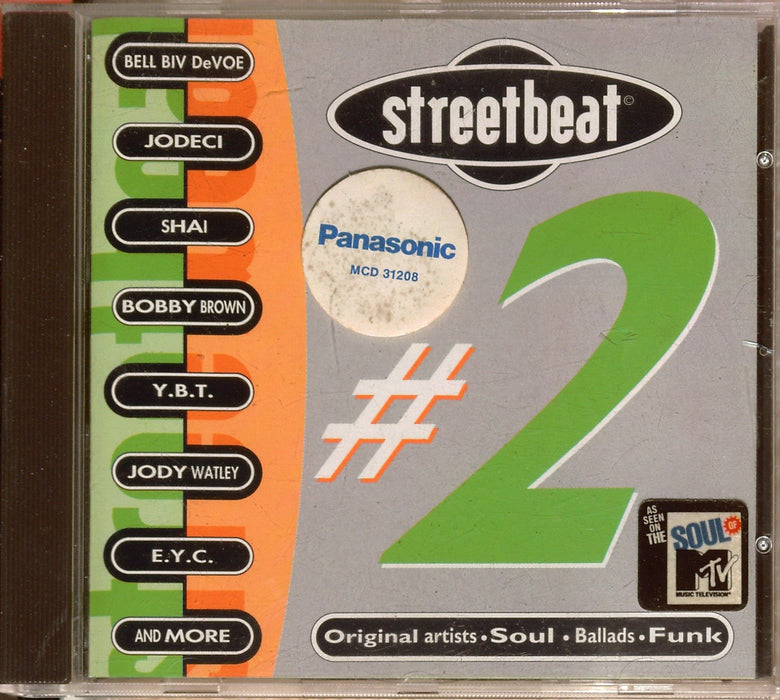 BELL BIV DeVOE
JODECI
SHAI
BOBBY BROWN
Y.B.T.
JODY WATLEY
E.Y.C.
AND MORE
streetbeat©
Panasonic
MCD 31208
#2
AS
SEEN
ON
THE
SOUL OF
MTV
MUSIC TELEVISION
Original artists • Soul • Ballads • Funk